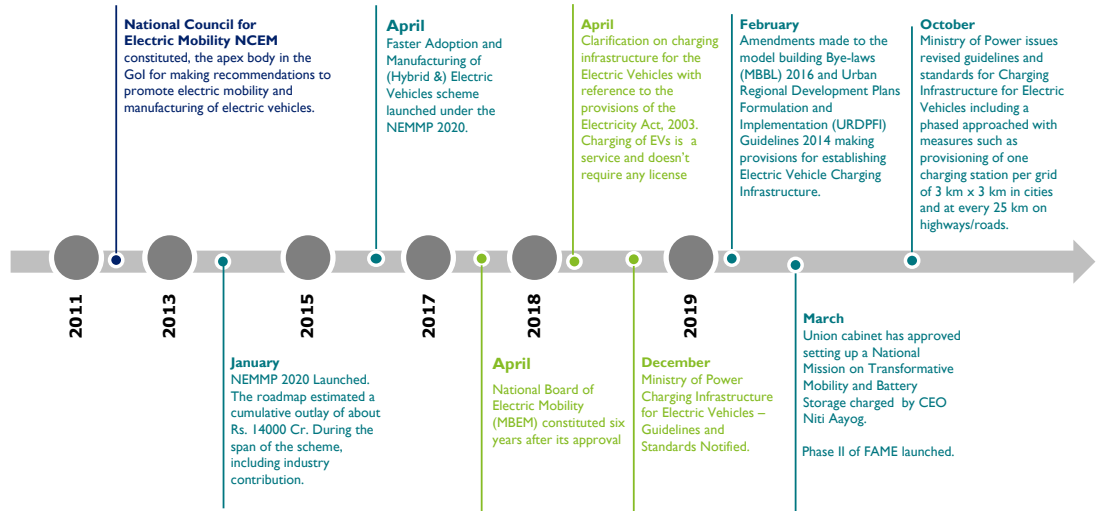 National Council for
Electric Mobility NCEM
constituted, the apex body in the
GoI for making recommendations to
promote electric mobility and
manufacturing of electric vehicles.
April
Faster Adoption and
Manufacturing of
(Hybrid &) Electric
Vehicles scheme
launched under the
NEMMP 2020.
April
Clarification on charging
infrastructure for the
Electric Vehicles with
reference to the
provisions of the
Electricity Act, 2003.
Charging of EVs is a
service and doesn't
require any license
February
Amendments made to the
model building Bye-laws
(MBBL) 2016 and Urban
Regional Development Plans
Formulation and
Implementation (URDPFI)
Guidelines 2014 making
provisions for establishing
Electric Vehicle Charging
Infrastructure.
October
Ministry of Power issues
revised guidelines and
standards for Charging
Infrastructure for Electric
Vehicles including a
phased approached with
measures such as
provisioning of one
charging station per grid
of 3 km x 3 km in cities
and at every 25 km on
highways/roads.
2011
2013
2015
2017
2018
2019
January
NEMMP 2020 Launched.
The roadmap estimated a
cumulative outlay of about
Rs. 14000 Cr. During the
span of the scheme,
including industry
contribution.
April
National Board of
Electric Mobility
(MBEM) constituted six
years after its approval
December
Ministry of Power
Charging Infrastructure
for Electric Vehicles –
Guidelines and
Standards Notified.
March
Union cabinet has approved
setting up a National
Mission on Transformative
Mobility and Battery
Storage charged by CEO
Niti Aayog.
Phase II of FAME launched.